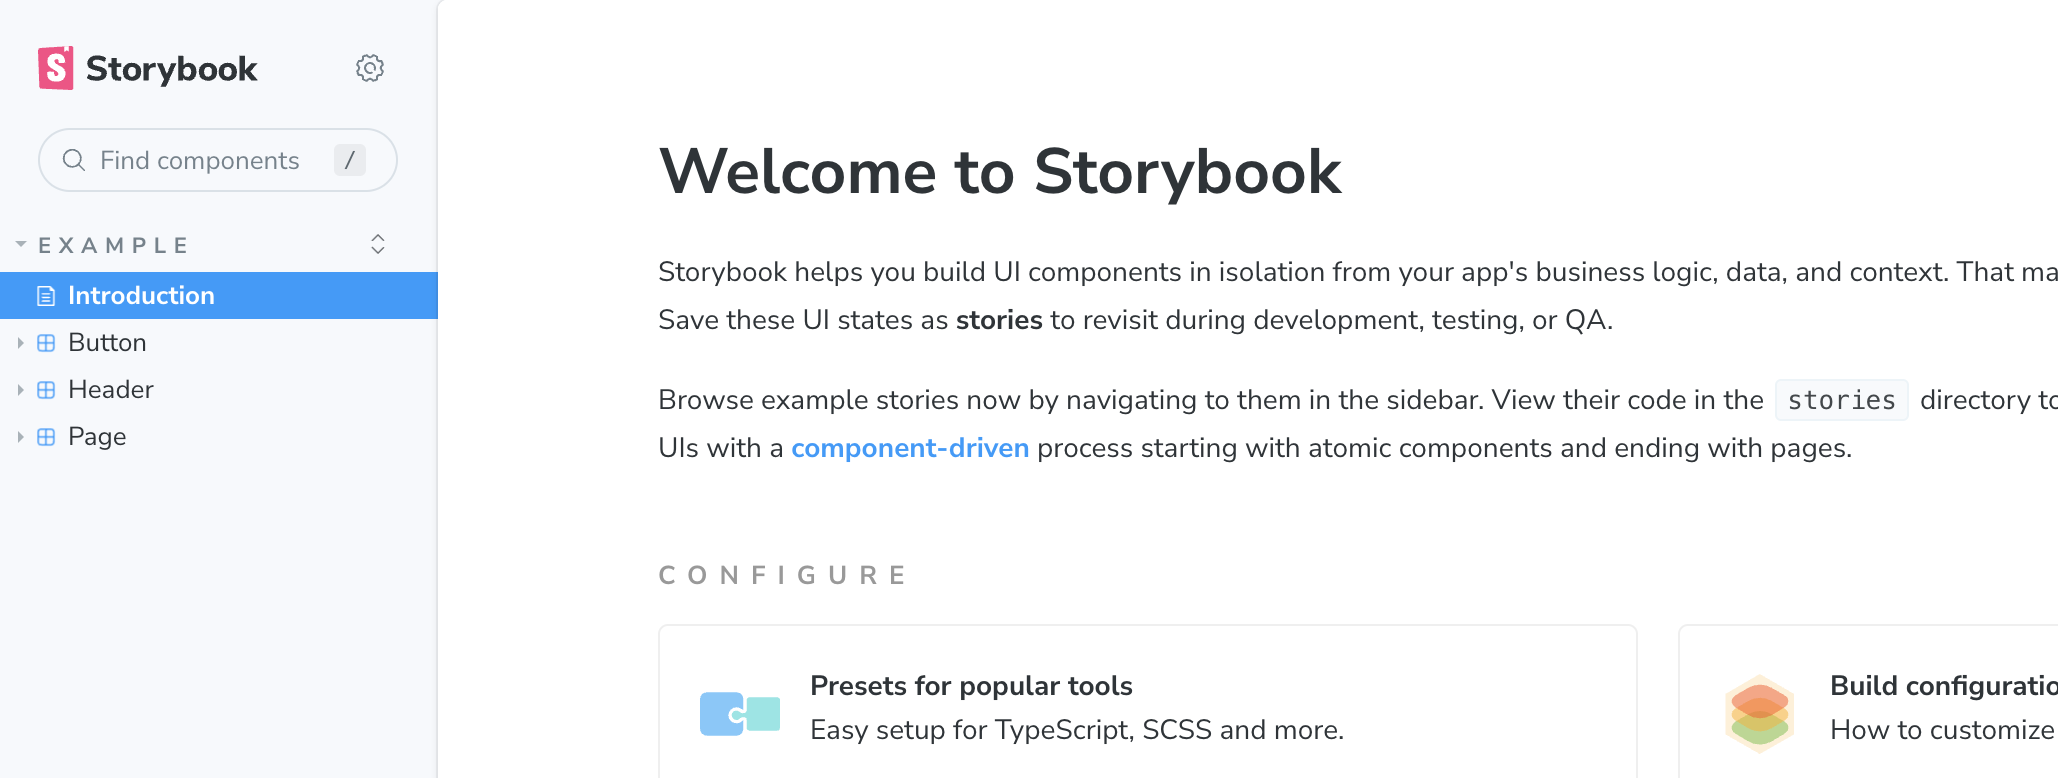 Storybook
Find components /
EXAMPLE
Introduction
Button
Header
Page
Welcome to Storybook
Storybook helps you build UI components in isolation from your app's business logic, data, and context. That
Save these UI states as stories to revisit during development, testing, or QA.
Browse example stories now by navigating to them in the sidebar. View their code in the stories directory
UIs with a component-driven process starting with atomic components and ending with pages.
CONFIGURE
Presets for popular tools
Easy setup for TypeScript, SCSS and more.
Build
How to customize